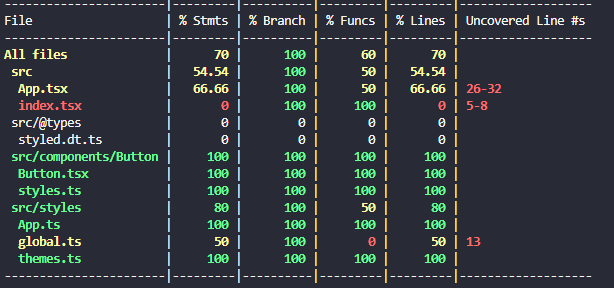 -----------------------|---------|----------|---------|---------|-------------------
File                   | % Stmts | % Branch | % Funcs | % Lines | Uncovered Line #s
-----------------------|---------|----------|---------|---------|-------------------
All files              |      70 |      100 |      60 |      70 |
 src                   |   54.54 |      100 |      50 |   54.54 |
  App.tsx              |   66.66 |      100 |      50 |   66.66 | 26-32
  index.tsx            |       0 |      100 |     100 |       0 | 5-8
 src/@types            |       0 |        0 |       0 |       0 |
  styled.dt.ts         |       0 |        0 |       0 |       0 |
 src/components/Button |     100 |      100 |     100 |     100 |
  Button.tsx           |     100 |      100 |     100 |     100 |
  styles.ts            |     100 |      100 |     100 |     100 |
 src/styles            |      80 |      100 |      50 |      80 |
  App.ts               |     100 |      100 |     100 |     100 |
  global.ts            |      50 |      100 |       0 |      50 | 13
  themes.ts            |     100 |      100 |     100 |     100 |
-----------------------|---------|----------|---------|---------|-------------------